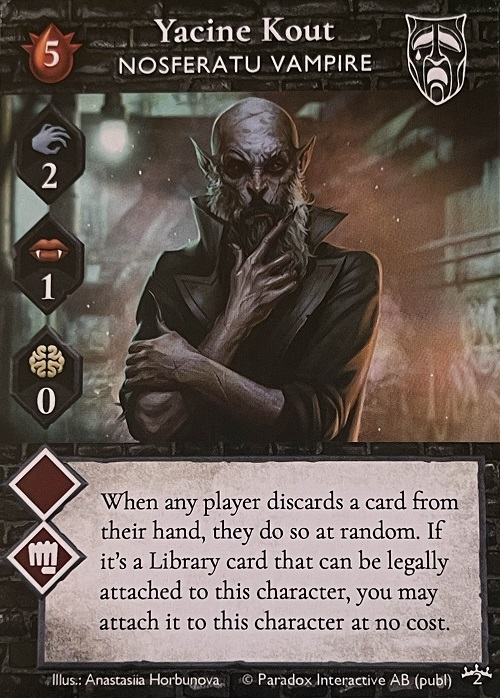 5
Yacine Kout
NOSFERATU VAMPIRE
2
1
0
When any player discards a card from
their hand, they do so at random. If
it's a Library card that can be legally
attached to this character, you may
attach it to this character at no cost.
Illus.: Anastasiia Horbunova © Paradox Interactive AB (publ) 2